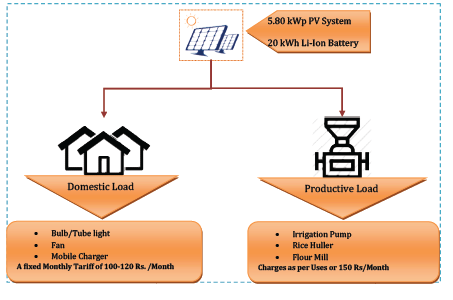 5.80 kWp PV System
20 kWh Li-Ion Battery
Domestic Load
Productive Load
• Bulb/Tube light
• Fan
• Mobile Charger
A fixed Monthly Tariff of 100-120 Rs. /Month
• Irrigation Pump
• Rice Huller
• Flour Mill
Charges as per Uses or 150 Rs/Month